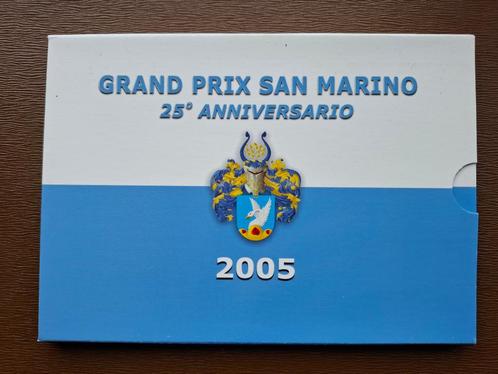 GRAND PRIX SAN MARINO
25° ANNIVERSARIO
2005